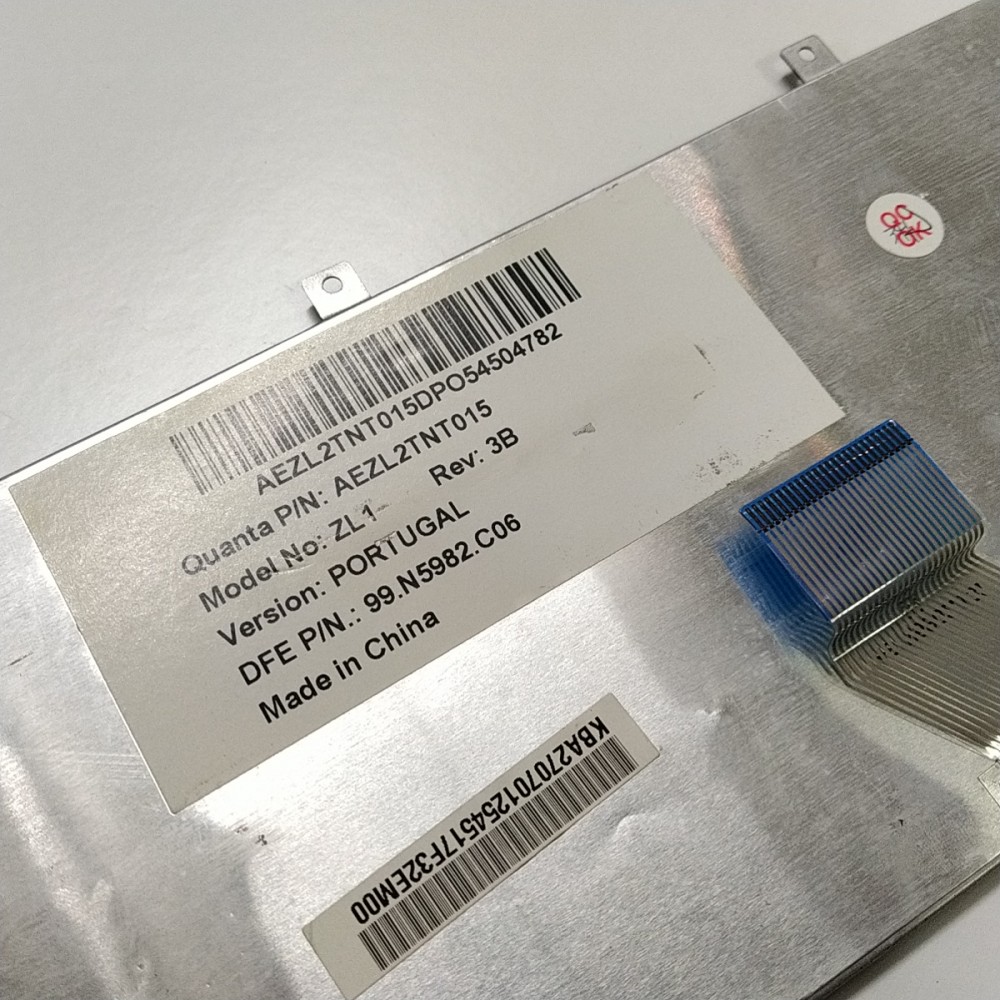 AEZL2TNT015DPO54504782
Quanta P/N: AEZL2TNT015
Model No: ZL1 Rev: 3B
Version: PORTUGAL
DFE P/N.: 99.N5982.C06
Made in China
KBA270701254517F32EM00
QC
OK